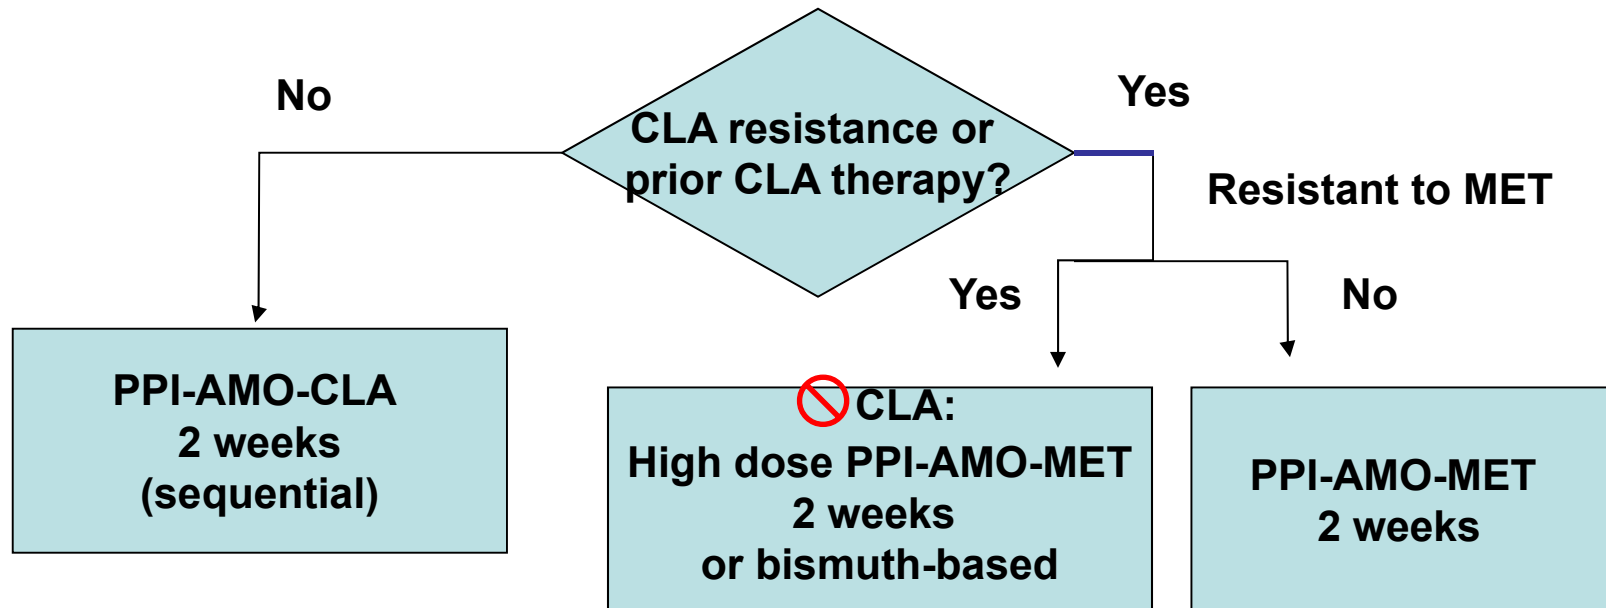 No
Yes
CLA resistance or
prior CLA therapy?
Resistant to MET
Yes
No
PPI-AMO-CLA
2 weeks
(sequential)
CLA:
High dose PPI-AMO-MET
2 weeks
or bismuth-based
PPI-AMO-MET
2 weeks